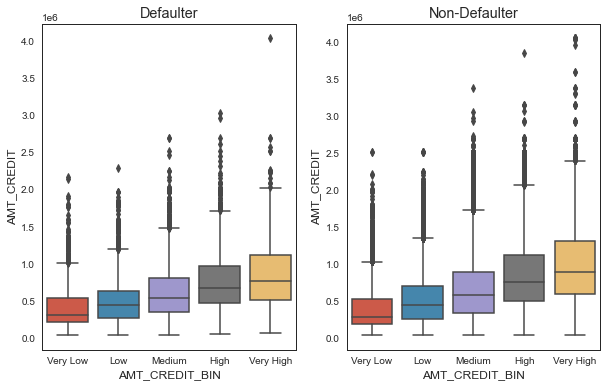 Defaulter
1e6
4.0
3.5
3.0
2.5
2.0
1.5
1.0
0.5
0.0
AMT_CREDIT
Very Low Low Medium High Very High
AMT_CREDIT_BIN
Non-Defaulter
1e6
4.0
3.5
3.0
2.5
2.0
1.5
1.0
0.5
0.0
AMT_CREDIT
Very Low Low Medium High Very High
AMT_CREDIT_BIN